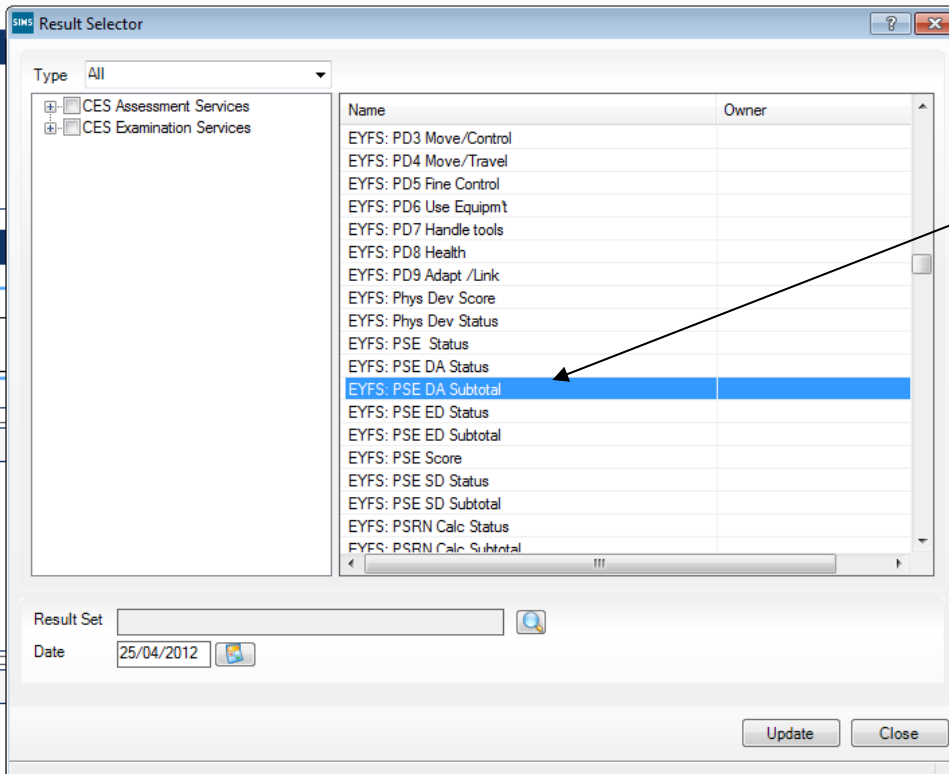 SIMS Result Selector
Type All
CES Assessment Services
CES Examination Services
Name Owner
EYFS: PD3 Move/Control
EYFS: PD4 Move/Travel
EYFS: PD5 Fine Control
EYFS: PD6 Use Equipm't
EYFS: PD7 Handle tools
EYFS: PD8 Health
EYFS: PD9 Adapt /Link
EYFS: Phys Dev Score
EYFS: Phys Dev Status
EYFS: PSE  Status
EYFS: PSE DA Status
EYFS: PSE DA Subtotal
EYFS: PSE ED Status
EYFS: PSE ED Subtotal
EYFS: PSE Score
EYFS: PSE SD Status
EYFS: PSE SD Subtotal
EYFS: PSRN Calc Status
EYFS: PSRN Calc Subtotal
Result Set
Date 25/04/2012
Update Close